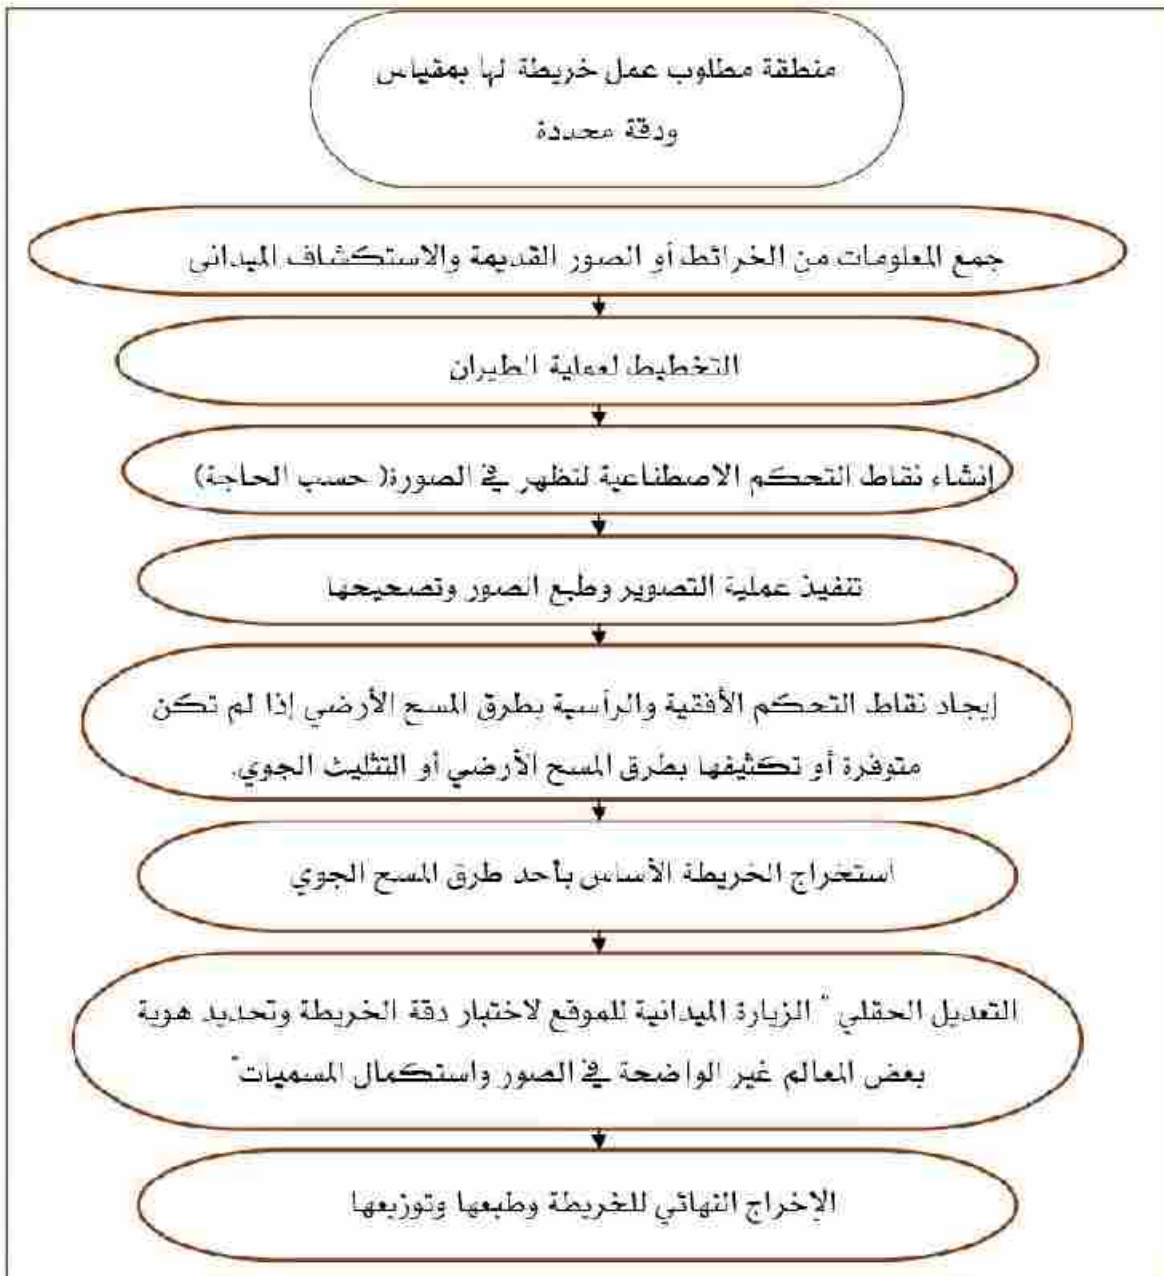 منطقة مطلوب عمل خريطة لها بمقياس
ودقة محددة
جمع المعلومات من الخرائط أو الصور القديمة والاستكشاف الميدانى
التخطيط لعملية الطيران
إنشاء نقاط التحكم الاصطناعية لتظهر في الصورة( حسب الحاجة)
تنفيذ عملية التصوير وطبع الصور وتصحيحها
إيجاد نقاط التحكم الأفقية والرأسية بطرق المسح الأرضي إذا لم تكن
متوفرة أو تكثيفها بطرق المسح الأرضي أو التثليث الجوي.
استخراج الخريطة الأساس بأحد طرق المسح الجوي
التعديل الحقلي " الزيارة الميدانية للموقع لاختبار دقة الخريطة وتحديد هوية
بعض المعالم غير الواضحة في الصور واستكمال المسميات"
الإخراج النهائي للخريطة وطبعها وتوزيعها